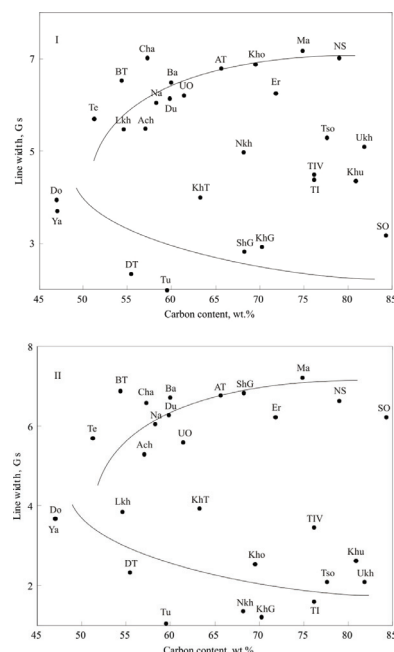 I
Cha
Ma
Kho
NS
7
BT
Ba
AT
UO
Er
Na
Te
Du
Lkh
Ach
Tso
Ukh
Nkh
5
TIV
KhT
TI
Khu
Do
Ya
SO
KhG
3
ShG
DT
Tu
Line width, Gs
45 50 55 60 65 70 75 80 85
Carbon content, wt.%
8
II
BT
Ma
Cha
Ba
AT
ShG
NS
Du
Na
Er
SO
6
Te
UO
Ach
Lkh
KhT
4
Do
Ya
TIV
Kho
Khu
DT
Tso
Ukh
2
Nkh
TI
KhG
Tu
Line width, Gs
45 50 55 60 65 70 75 80 85
Carbon content, wt.%